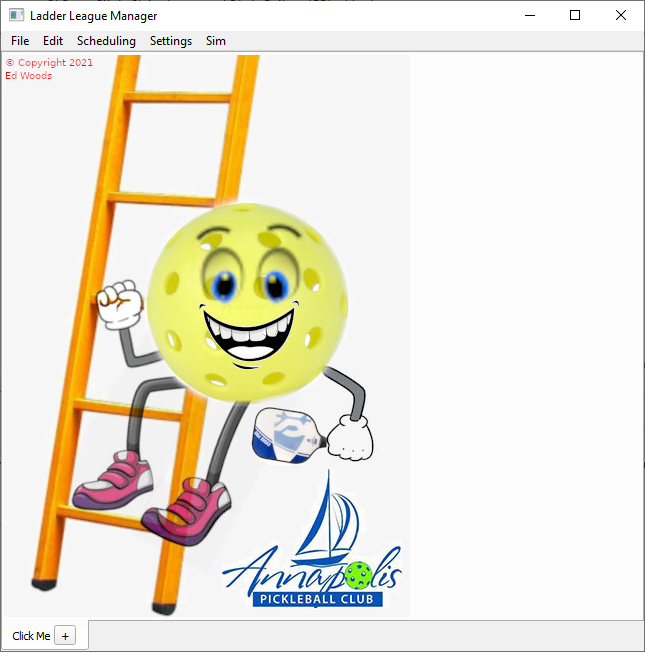 Ladder League Manager
File Edit Scheduling Settings Sim
© Copyright 2021
Ed Woods
Annapolis
PICKLEBALL CLUB
Click Me +